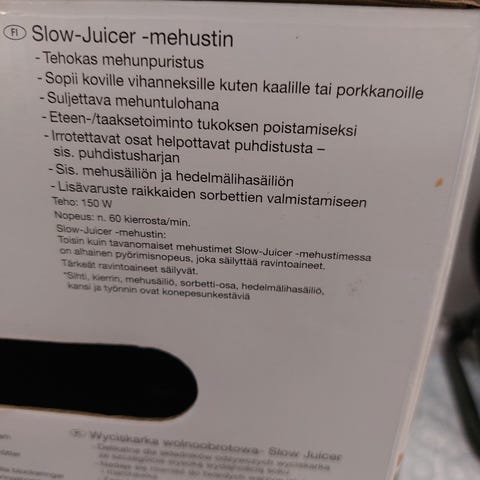 FI Slow-Juicer -mehustin
- Tehokas mehunpuristus
- Sopii koville vihanneksille kuten kaalille tai porkkanoille
- Suljettava mehuntulohana
- Eteen-/taaksetoiminto tukoksen poistamiseksi
- Irrotettavat osat helpottavat puhdistusta –
sis. puhdistusharjan
- Sis. mehusäiliön ja hedelmälihasäiliön
- Lisävaruste raikkaiden sorbettien valmistamiseen
Teho: 150 W
Nopeus: n. 60 kierrosta/min.
Slow-Juicer -mehustin:
Toisin kuin tavanomaiset mehustimet Slow-Juicer -mehustimessa
on alhainen pyörimisnopeus, joka säilyttää ravintoaineet.
Tärkeät ravintoaineet säilyvät.
*Sihti, kierrin, mehusäiliö, sorbetti-osa, hedelmälihasäiliö,
kansi ja työnnin ovat konepesunkestäviä
PL Wyciskarka wolnoobrotowa- Slow Juicer